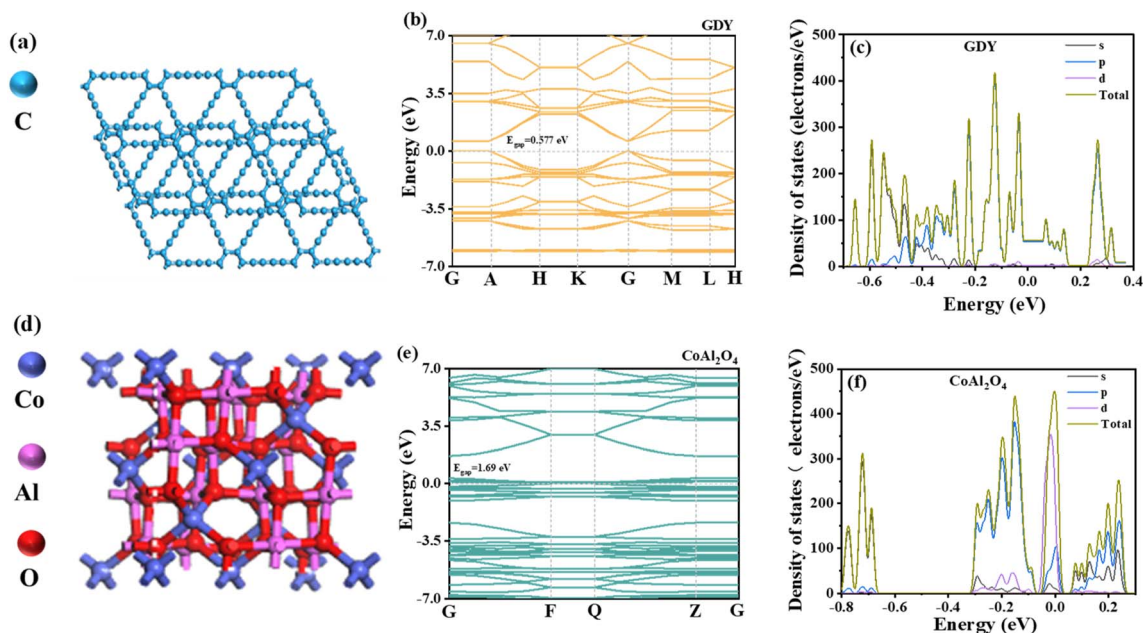 (a)
C
(b)
GDY
7.0
3.5
0.0
-3.5
-7.0
Energy (eV)
E_gap=0.577 eV
G A H K G M L H
(c)
GDY
s
p
d
Total
500
400
300
200
100
0
Density of states (electrons/eV)
-0.6 -0.4 -0.2 0.0 0.2 0.4
Energy (eV)
(d)
Co
Al
O
(e)
CoAl₂O₄
7.0
3.5
0.0
-3.5
-7.0
Energy (eV)
E_gap=1.69 eV
G F Q Z G
(f)
CoAl₂O₄
s
p
d
Total
500
400
300
200
100
0
Density of states ( electrons/eV)
-0.8 -0.6 -0.4 -0.2 0.0 0.2
Energy (eV)